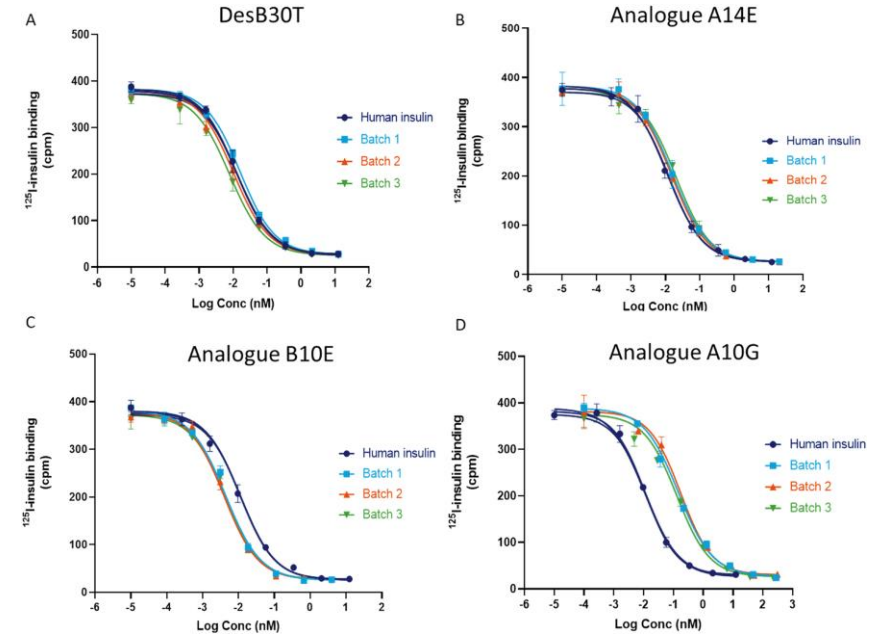 A
DesB30T
500
400
300
200
100
0
-6
-5
-4
-3
-2
-1
0
1
2
Log Conc (nM)
¹²⁵I-insulin binding
(cpm)
Human insulin
Batch 1
Batch 2
Batch 3
B
Analogue A14E
500
400
300
200
100
0
-6
-5
-4
-3
-2
-1
0
1
2
Log Conc (nM)
¹²⁵I-insulin binding
(cpm)
Human insulin
Batch 1
Batch 2
Batch 3
C
Analogue B10E
500
400
300
200
100
0
-6
-5
-4
-3
-2
-1
0
1
2
Log Conc (nM)
¹²⁵I-insulin binding
(cpm)
Human insulin
Batch 1
Batch 2
Batch 3
D
Analogue A10G
500
400
300
200
100
0
-6
-5
-4
-3
-2
-1
0
1
2
3
Log Conc (nM)
¹²⁵I-insulin binding
(cpm)
Human insulin
Batch 1
Batch 2
Batch 3